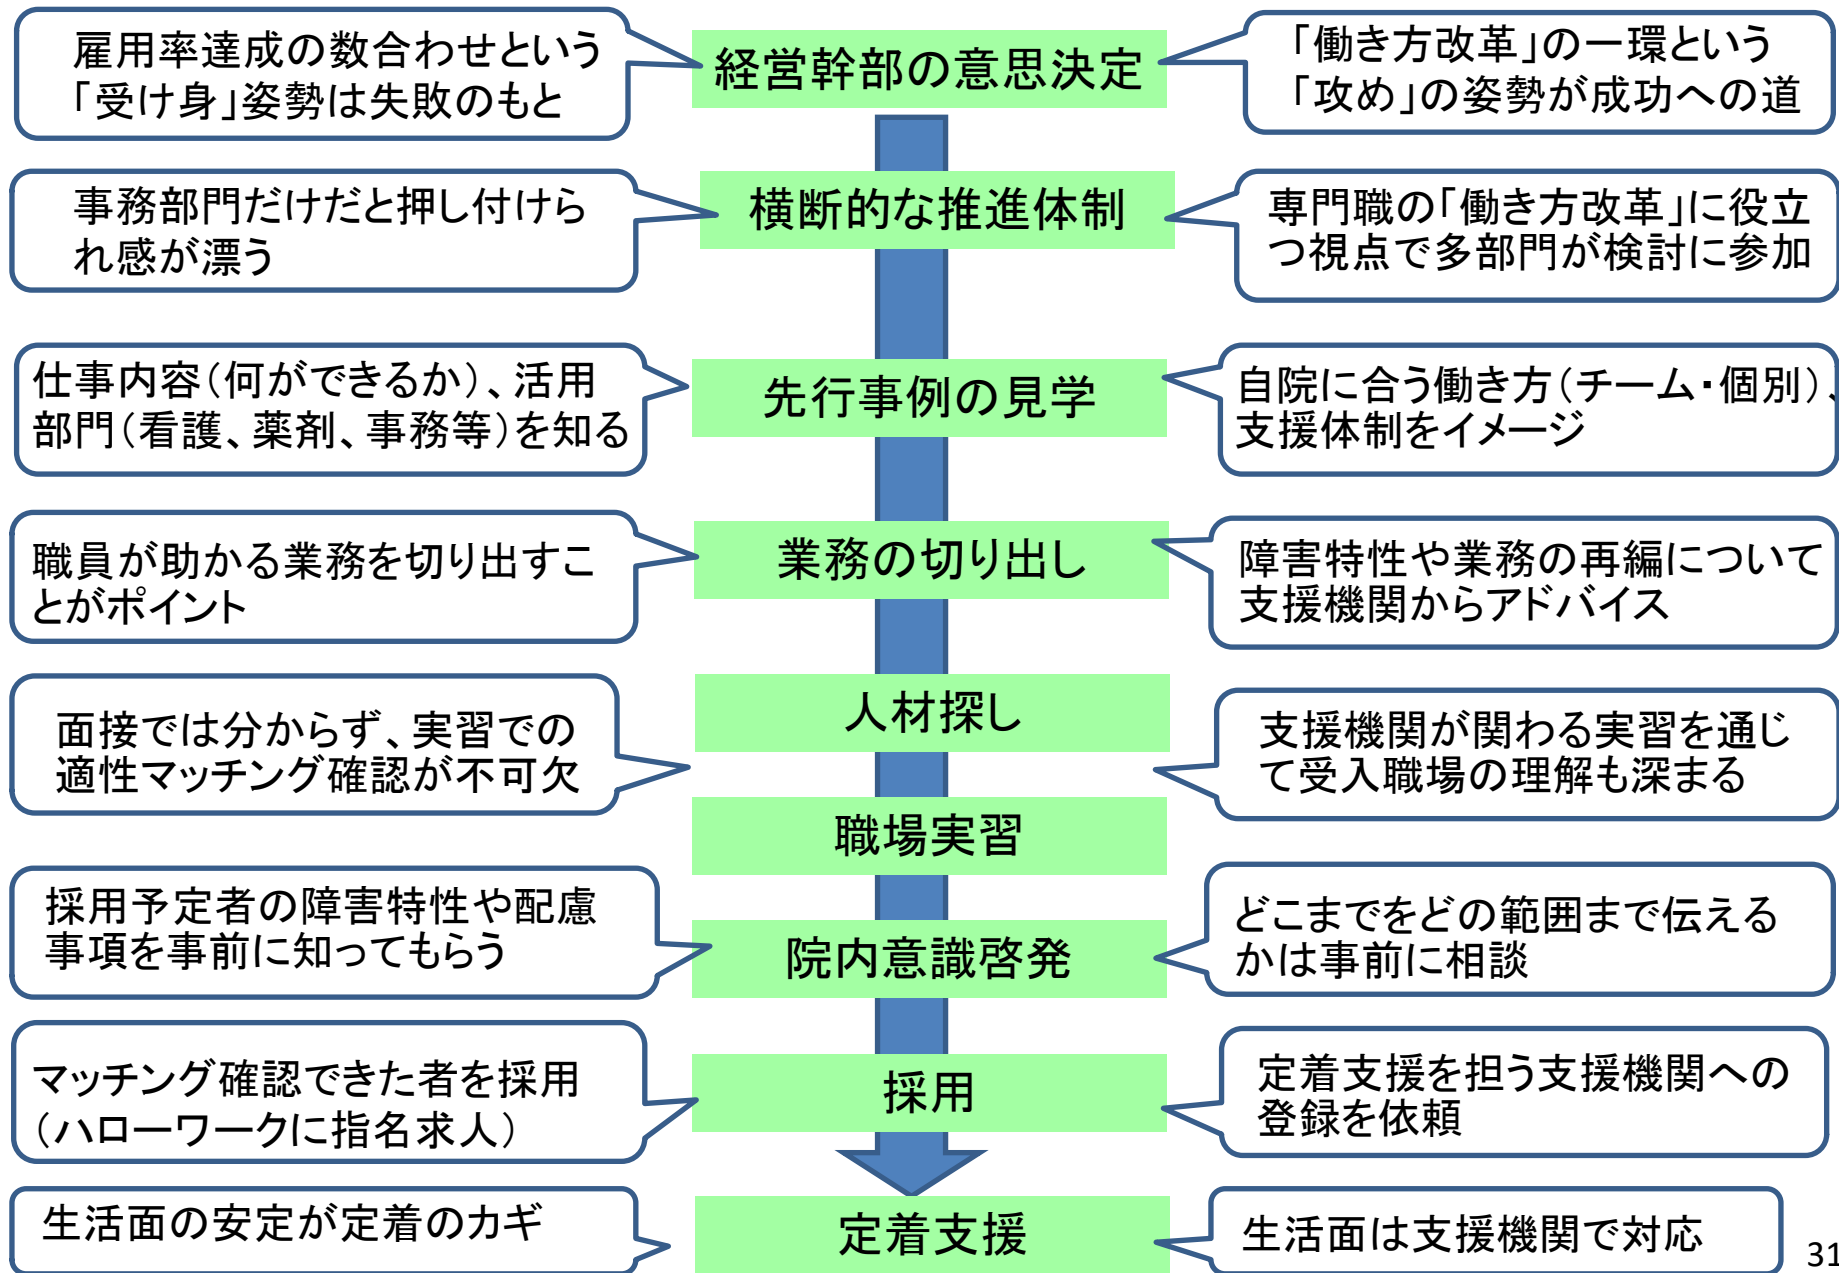 雇用率達成の数合わせという
「受け身」姿勢は失敗のもと
経営幹部の意思決定
「働き方改革」の一環という
「攻め」の姿勢が成功への道
事務部門だけだと押し付けら
れ感が漂う
横断的な推進体制
専門職の「働き方改革」に役立
つ視点で多部門が検討に参加
仕事内容（何ができるか）、活用
部門（看護、薬剤、事務等）を知る
先行事例の見学
自院に合う働き方（チーム・個別）、
支援体制をイメージ
職員が助かる業務を切り出すこ
とがポイント
業務の切り出し
障害特性や業務の再編について
支援機関からアドバイス
人材探し
面接では分からず、実習での
適性マッチング確認が不可欠
支援機関が関わる実習を通じ
て受入職場の理解も深まる
職場実習
採用予定者の障害特性や配慮
事項を事前に知ってもらう
院内意識啓発
どこまでをどの範囲まで伝える
かは事前に相談
マッチング確認できた者を採用
（ハローワークに指名求人）
採用
定着支援を担う支援機関への
登録を依頼
生活面の安定が定着のカギ
定着支援
生活面は支援機関で対応
31